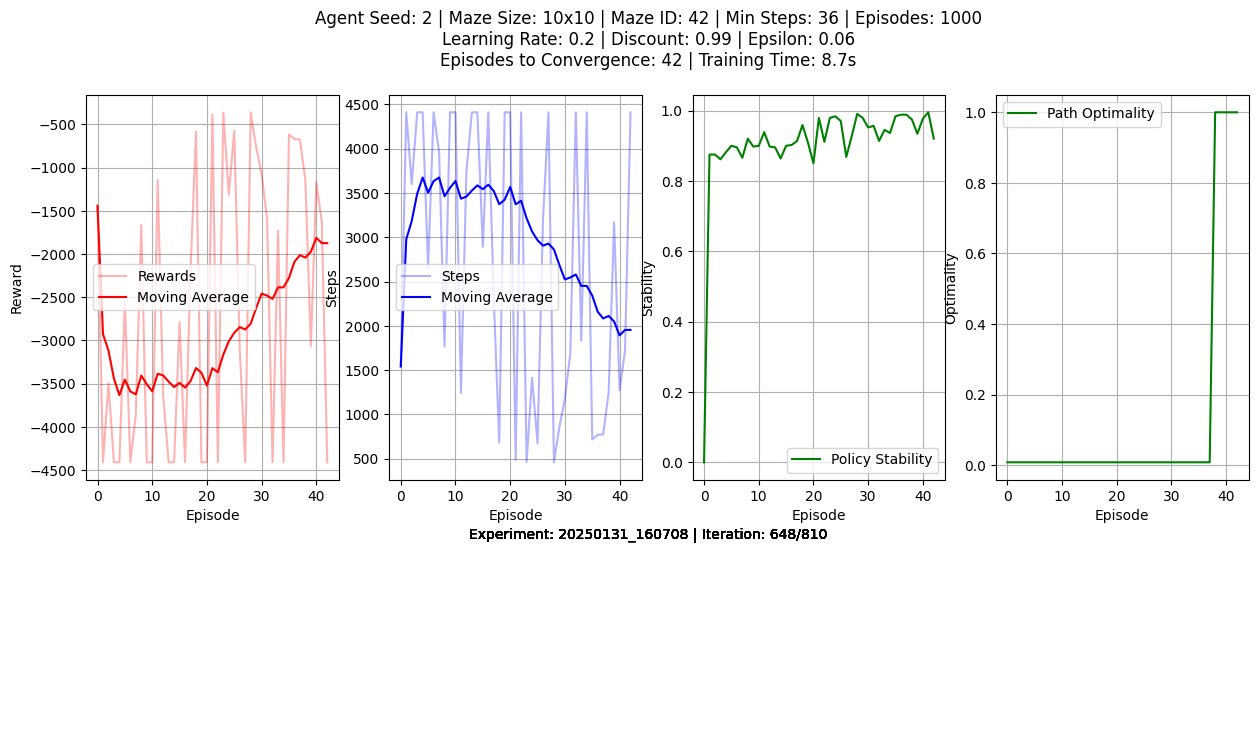 Agent Seed: 2 | Maze Size: 10x10 | Maze ID: 42 | Min Steps: 36 | Episodes: 1000
Learning Rate: 0.2 | Discount: 0.99 | Epsilon: 0.06
Episodes to Convergence: 42 | Training Time: 8.7s
Reward
−500
−1000
−1500
−2000
−2500
−3000
−3500
−4000
−4500
Rewards
Moving Average
0
10
20
30
40
Episode
Steps
4500
4000
3500
3000
2500
2000
1500
1000
500
Steps
Moving Average
0
10
20
30
40
Episode
Stability
1.0
0.8
0.6
0.4
0.2
0.0
Policy Stability
0
10
20
30
40
Episode
Optimality
1.0
0.8
0.6
0.4
0.2
0.0
Path Optimality
0
10
20
30
40
Episode
Experiment: 20250131_160708 | Iteration: 648/810